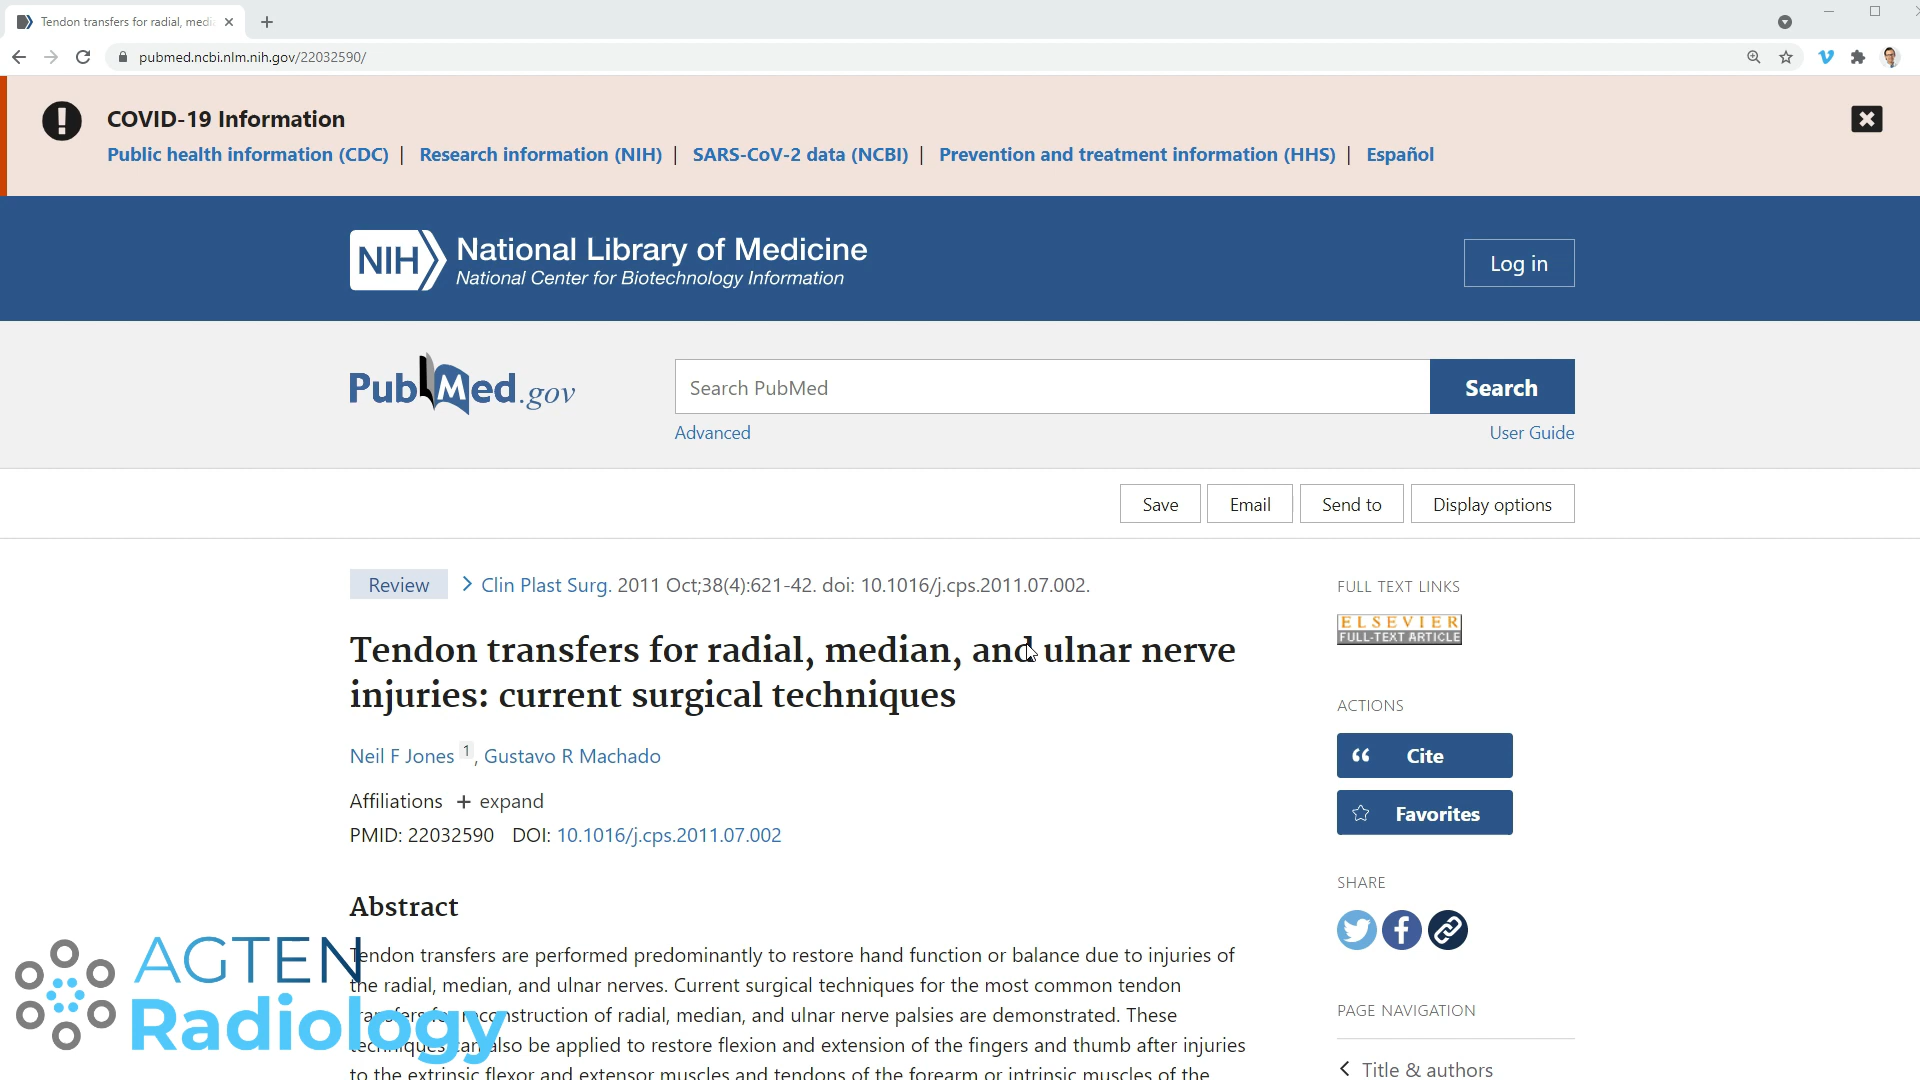 Tendon transfers for radial, medi
pubmed.ncbi.nlm.nih.gov/22032590/
COVID-19 Information
Public health information (CDC) | Research information (NIH) | SARS-CoV-2 data (NCBI) | Prevention and treatment information (HHS) | Español
NIH National Library of Medicine
National Center for Biotechnology Information
Log in
PubMed.gov
Search PubMed
Search
Advanced
User Guide
Save
Email
Send to
Display options
Review > Clin Plast Surg. 2011 Oct;38(4):621-42. doi: 10.1016/j.cps.2011.07.002.
Tendon transfers for radial, median, and ulnar nerve
injuries: current surgical techniques
Neil F Jones 1, Gustavo R Machado
Affiliations + expand
PMID: 22032590 DOI: 10.1016/j.cps.2011.07.002
Abstract
Tendon transfers are performed predominantly to restore hand function or balance due to injuries of
the radial, median, and ulnar nerves. Current surgical techniques for the most common tendon
transfers for reconstruction of radial, median, and ulnar nerve palsies are demonstrated. These
techniques can also be applied to restore flexion and extension of the fingers and thumb after injuries
to the extrinsic flexor and extensor muscles and tendons of the forearm or intrinsic muscles of the
FULL TEXT LINKS
ELSEVIER
FULL-TEXT ARTICLE
ACTIONS
Cite
Favorites
SHARE
PAGE NAVIGATION
Title & authors
AGTEN
Radiology